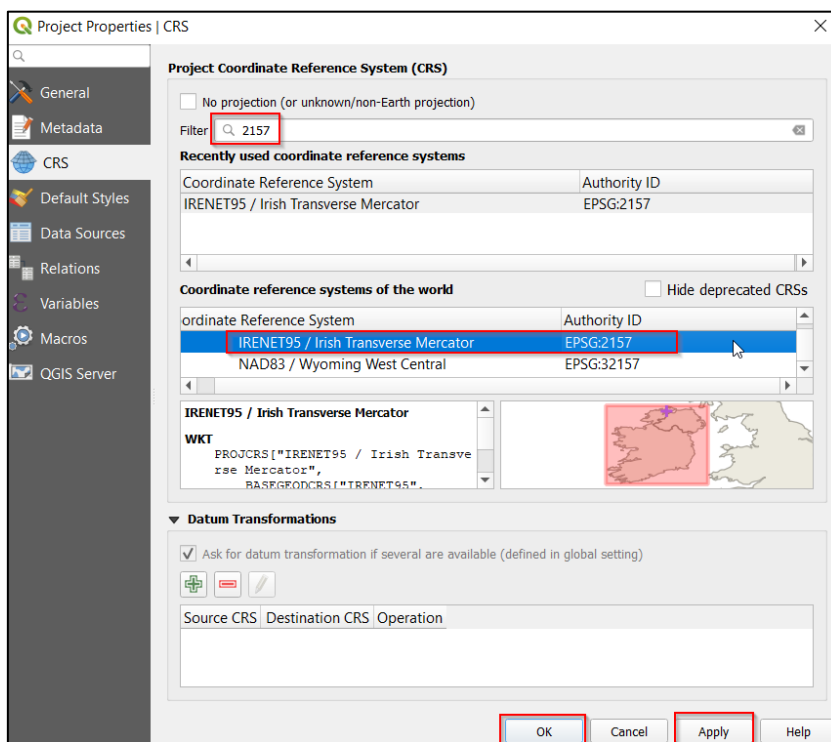 Project Properties | CRS
General
Metadata
CRS
Default Styles
Data Sources
Relations
Variables
Macros
QGIS Server
Project Coordinate Reference System (CRS)
No projection (or unknown/non-Earth projection)
Filter 2157
Recently used coordinate reference systems
Coordinate Reference System Authority ID
IRENET95 / Irish Transverse Mercator EPSG:2157
Coordinate reference systems of the world Hide deprecated CRSs
ordinate Reference System Authority ID
IRENET95 / Irish Transverse Mercator EPSG:2157
NAD83 / Wyoming West Central EPSG:32157
IRENET95 / Irish Transverse Mercator
WKT
PROJCRS["IRENET95 / Irish Transve
rse Mercator",
BASEGEODCRS["IRENET95",
Datum Transformations
Ask for datum transformation if several are available (defined in global setting)
Source CRS Destination CRS Operation
OK Cancel Apply Help